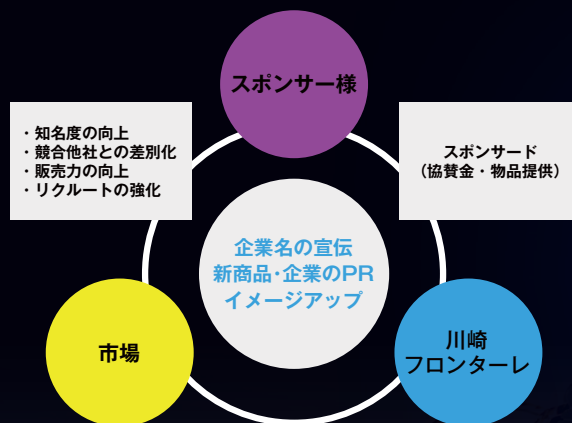 スポンサー様
・知名度の向上
・競合他社との差別化
・販売力の向上
・リクルートの強化
スポンサード
（協賛金・物品提供）
企業名の宣伝
新商品・企業のPR
イメージアップ
市場
川崎
フロンターレ